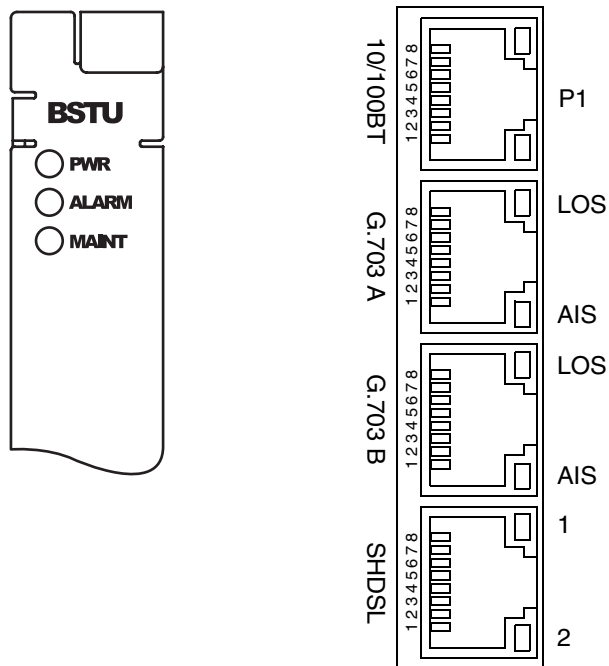 BSTU
PWR
ALARM
MAINT
10/100BT
12345678
P1
G.703 A
12345678
LOS
AIS
G.703 B
12345678
LOS
AIS
SHDSL
12345678
1
2